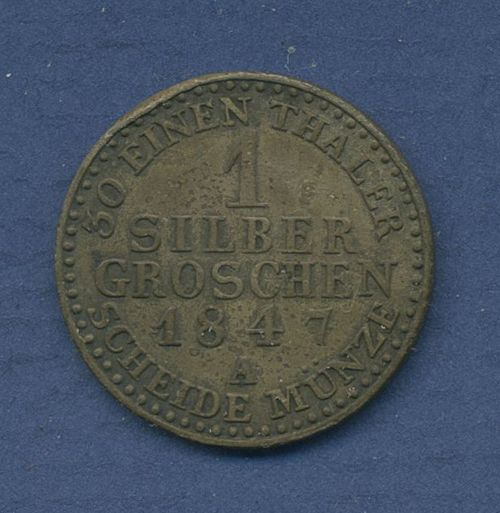 30 EINEN THALER
1
SILBER
GROSCHEN
1847
A
SCHEIDE MÜNZE